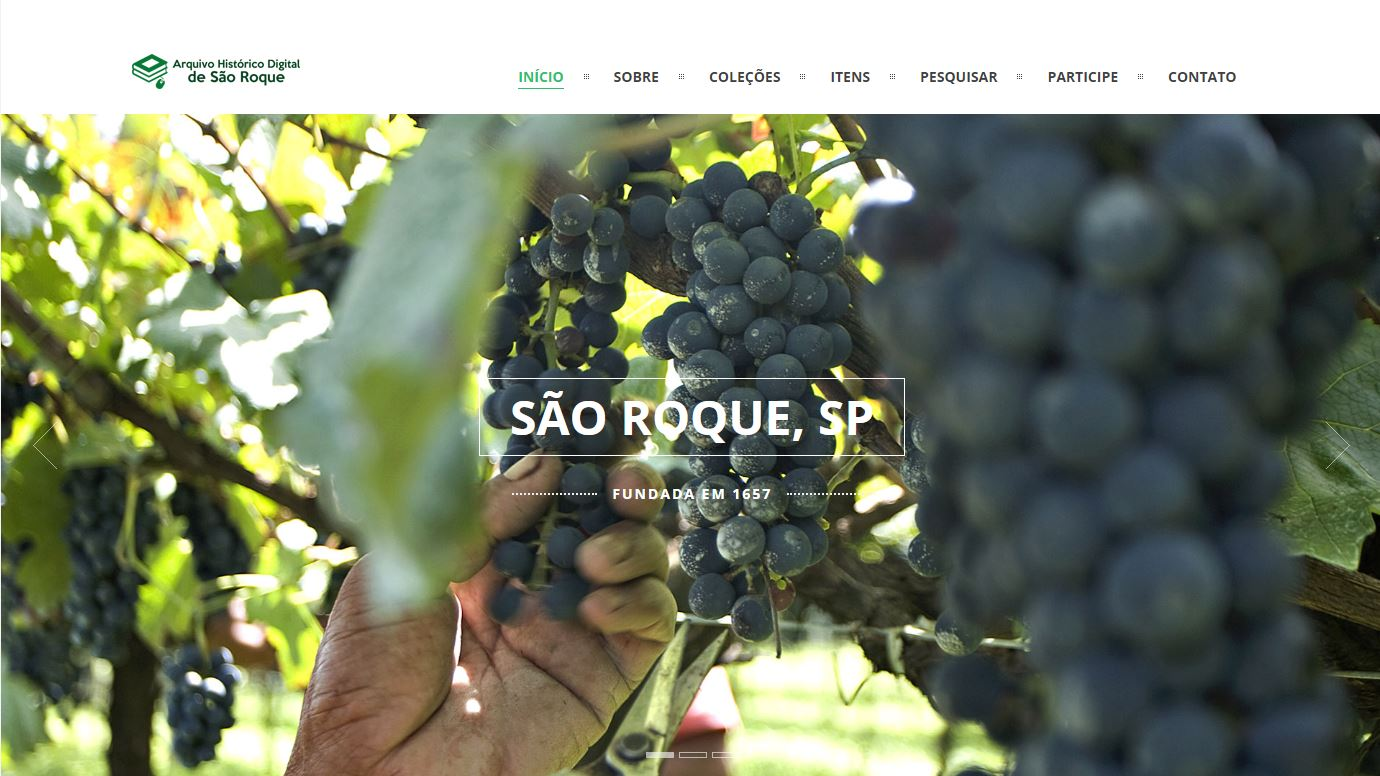 Arquivo Histórico Digital
de São Roque
INÍCIO SOBRE COLEÇÕES ITENS PESQUISAR PARTICIPE CONTATO
SÃO ROQUE, SP
FUNDADA EM 1657